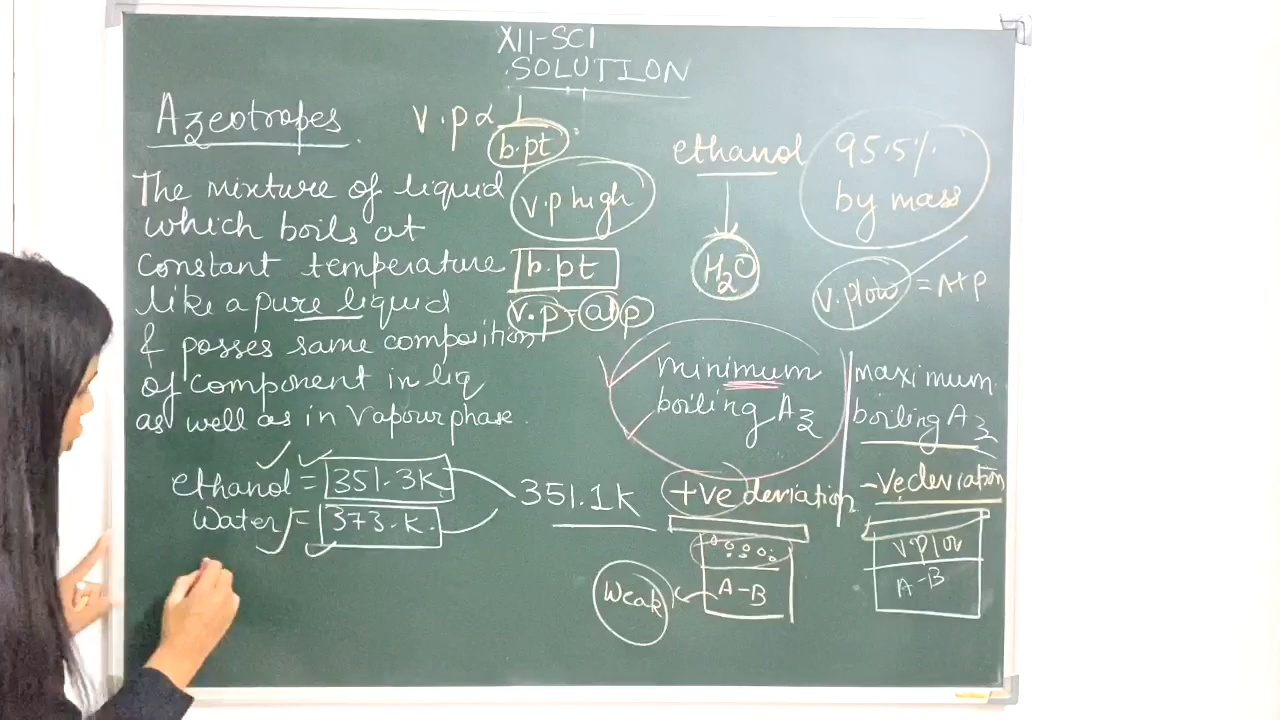 XII-SCI
SOLUTION
Azeotropes
V.p ∝ 1
b.pt
The mixture of liquid
which boils at
constant temperature
like a pure liquid
& posses same composition
of component in liq
as well as in vapour phase.
V.p high
b.pt
V.p = at p
ethanol
H2O
95.5%
by mass
V.p low = At p
minimum
boiling Az
maximum
boiling Az
ethanol = 351.3K
Water = 373.K.
351.1K
+ve deviation
-Ve deviation
A-B
Weak
V.p low
A-B